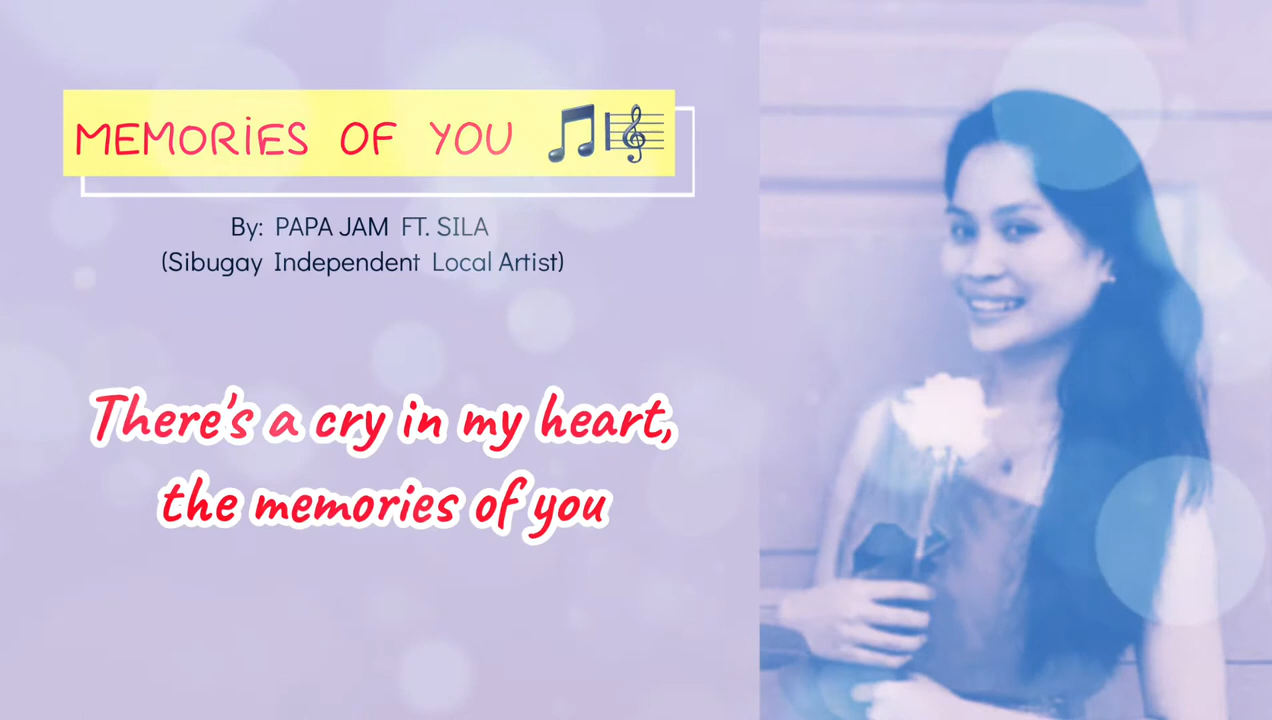 MEMORIES OF YOU
By: PAPA JAM FT. SILA
(Sibugay Independent Local Artist)
There's a cry in my heart,
the memories of you